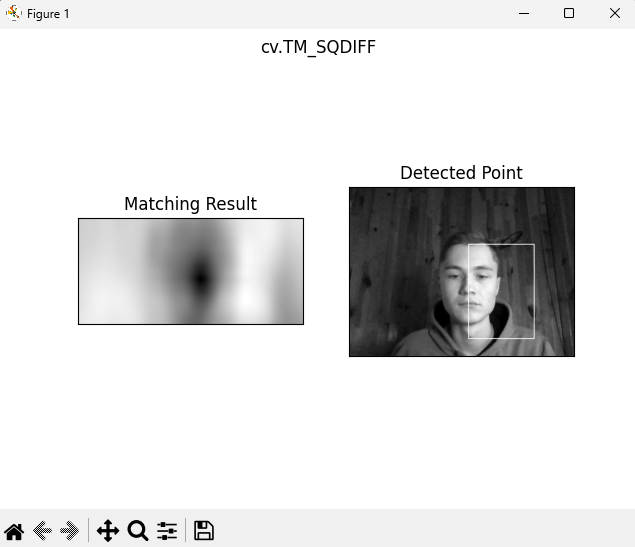 Figure 1
cv.TM_SQDIFF
Matching Result
Detected Point